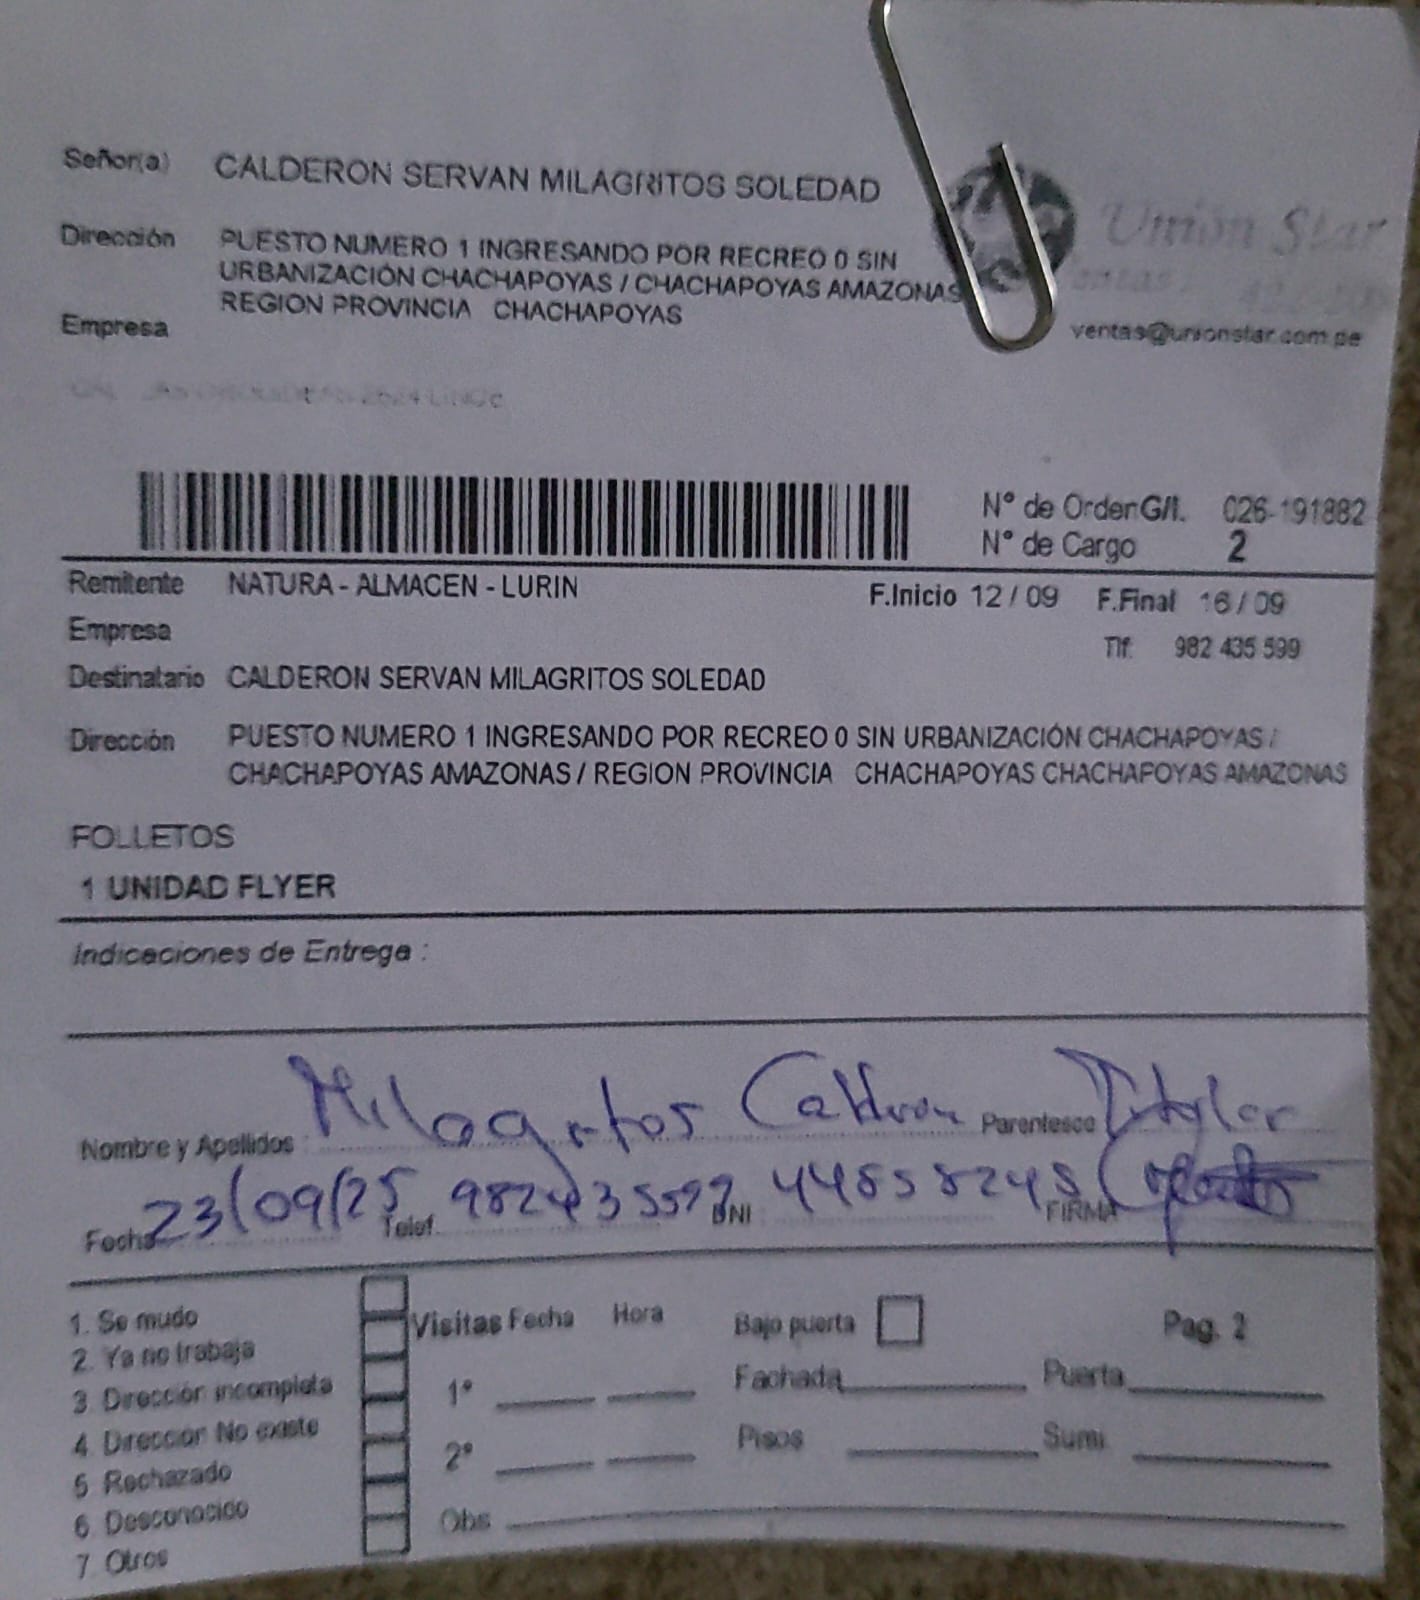 Señor(a) CALDERON SERVAN MILAGRITOS SOLEDAD
Dirección PUESTO NUMERO 1 INGRESANDO POR RECREO 0 SIN
URBANIZACIÓN CHACHAPOYAS / CHACHAPOYAS AMAZONAS
REGION PROVINCIA CHACHAPOYAS
Empresa
Unión Star
ventas@unionstar.com.pe
N° de Orden G/I. 026-191882
N° de Cargo 2
Remitente NATURA - ALMACEN - LURIN F.Inicio 12 / 09 F.Final 16 / 09
Empresa Tlf: 982 435 599
Destinatario CALDERON SERVAN MILAGRITOS SOLEDAD
Dirección PUESTO NUMERO 1 INGRESANDO POR RECREO 0 SIN URBANIZACIÓN CHACHAPOYAS /
CHACHAPOYAS AMAZONAS / REGION PROVINCIA CHACHAPOYAS CHACHAPOYAS AMAZONAS
FOLLETOS
1 UNIDAD FLYER
Indicaciones de Entrega :
Nombre y Apellidos : Milagritos Calderon Parentesco Titular
Fecha 23/09/25 Telef. 982435599 DNI FIRMA
1. Se mudo
2. Ya no trabaja
3 Dirección incompleta
4 Dirección No existe
5 Rechazado
6 Desconocido
7 Otros
Visitas Fecha Hora Bajo puerta Pag. 2
1° Fachada Puerta
2° Pisos Sumi
Obs